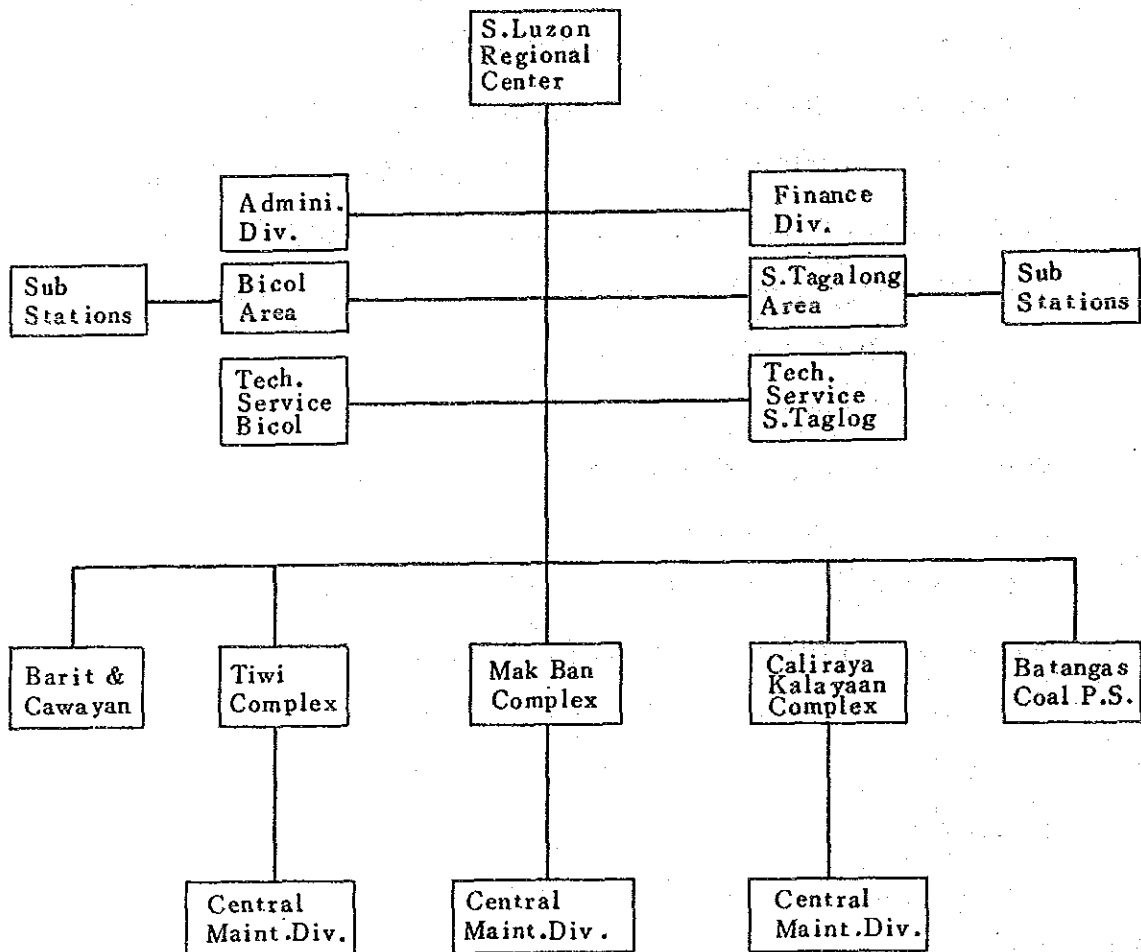 S.Luzon
Regional
Center
Admini.
Div.
Finance
Div.
Sub
Stations
Bicol
Area
S.Tagalong
Area
Sub
Stations
Tech.
Service
Bicol
Tech.
Service
S.Taglog
Barit &
Cawayan
Tiwi
Complex
Mak Ban
Complex
Caliraya
Kalayaan
Complex
Batangas
Coal P.S.
Central
Maint.Div.
Central
Maint.Div.
Central
Maint.Div.